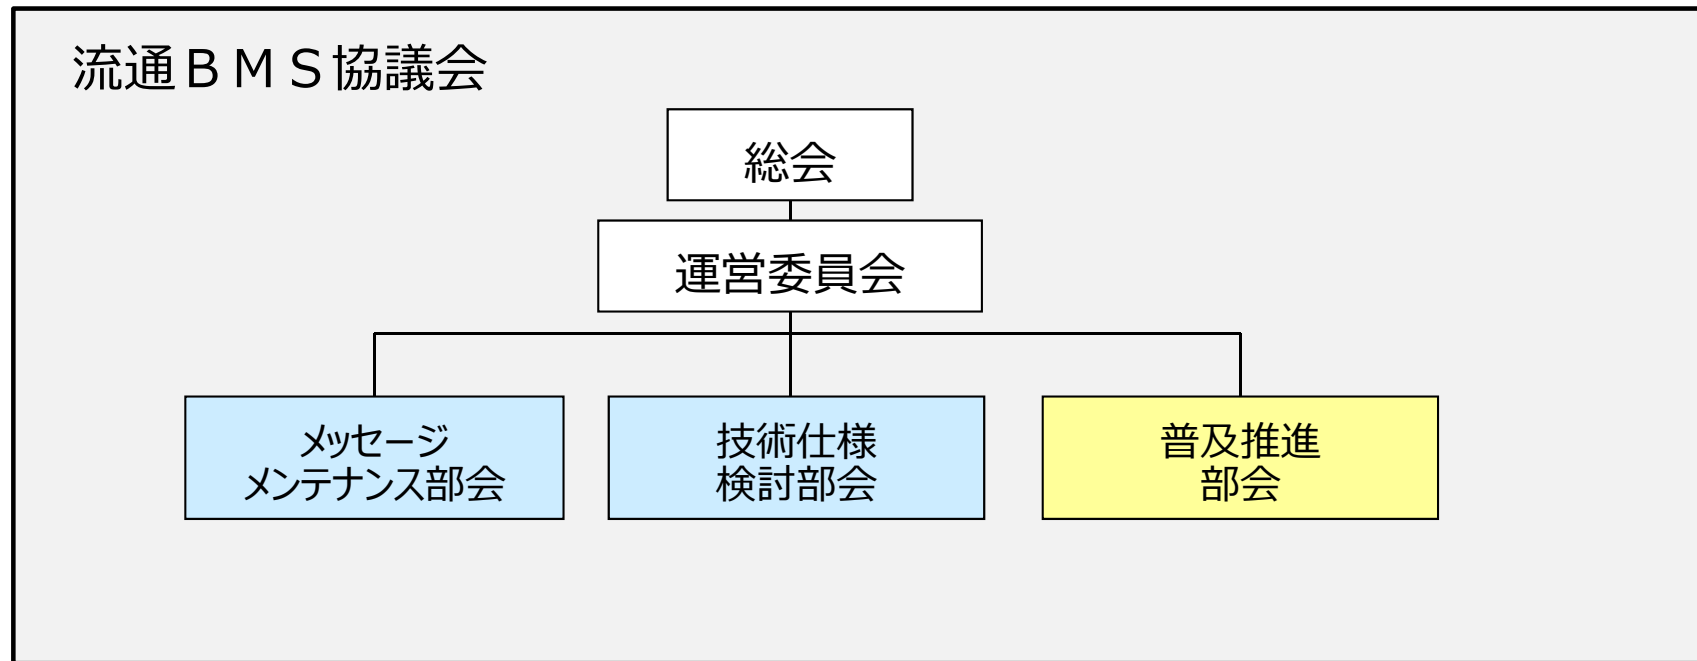 流通ＢＭＳ協議会
総会
運営委員会
メッセージ
メンテナンス部会
技術仕様
検討部会
普及推進
部会